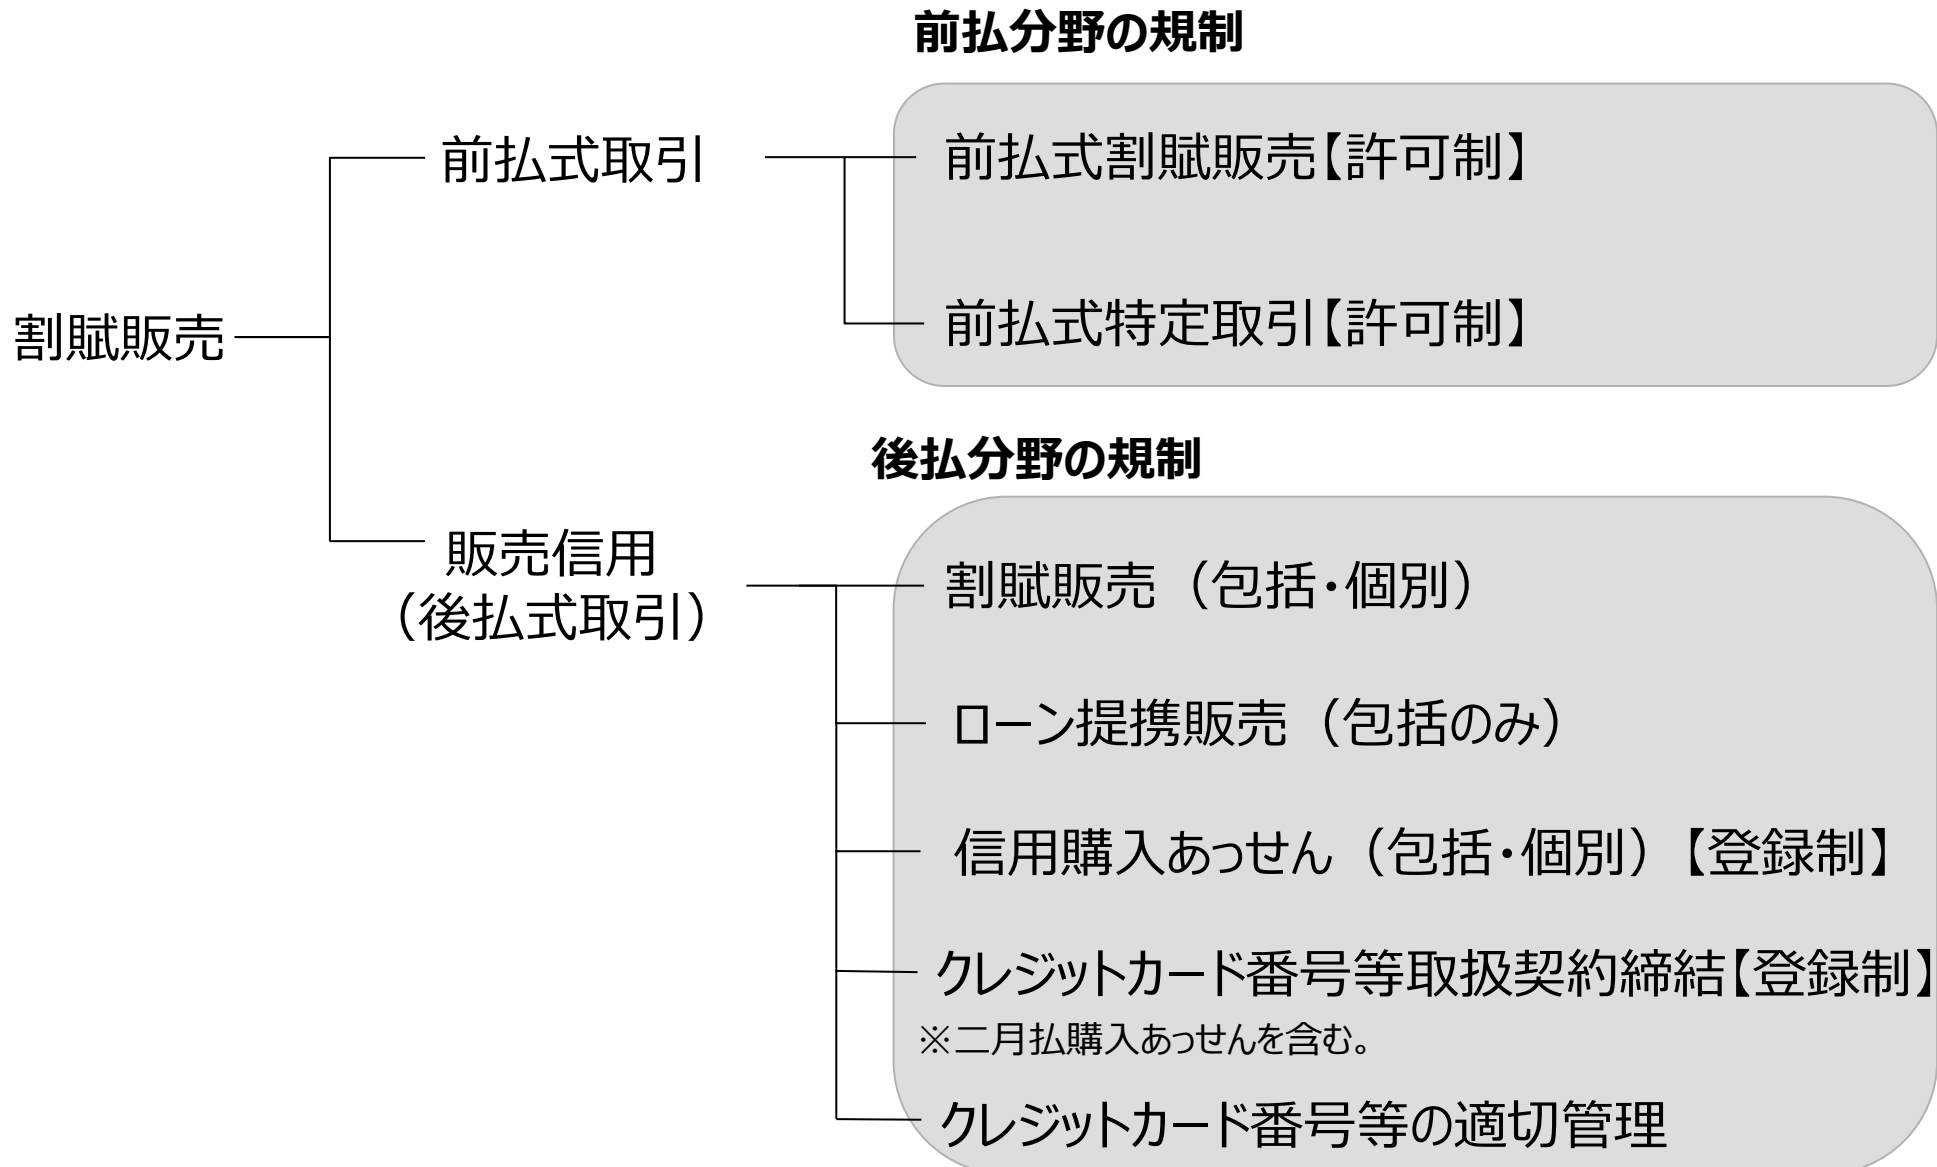 前払分野の規制
前払式取引
前払式割賦販売【許可制】
前払式特定取引【許可制】
割賦販売
後払分野の規制
販売信用
（後払式取引）
割賦販売（包括・個別）
ローン提携販売（包括のみ）
信用購入あっせん（包括・個別）【登録制】
クレジットカード番号等取扱契約締結【登録制】
※二月払購入あっせんを含む。
クレジットカード番号等の適切管理